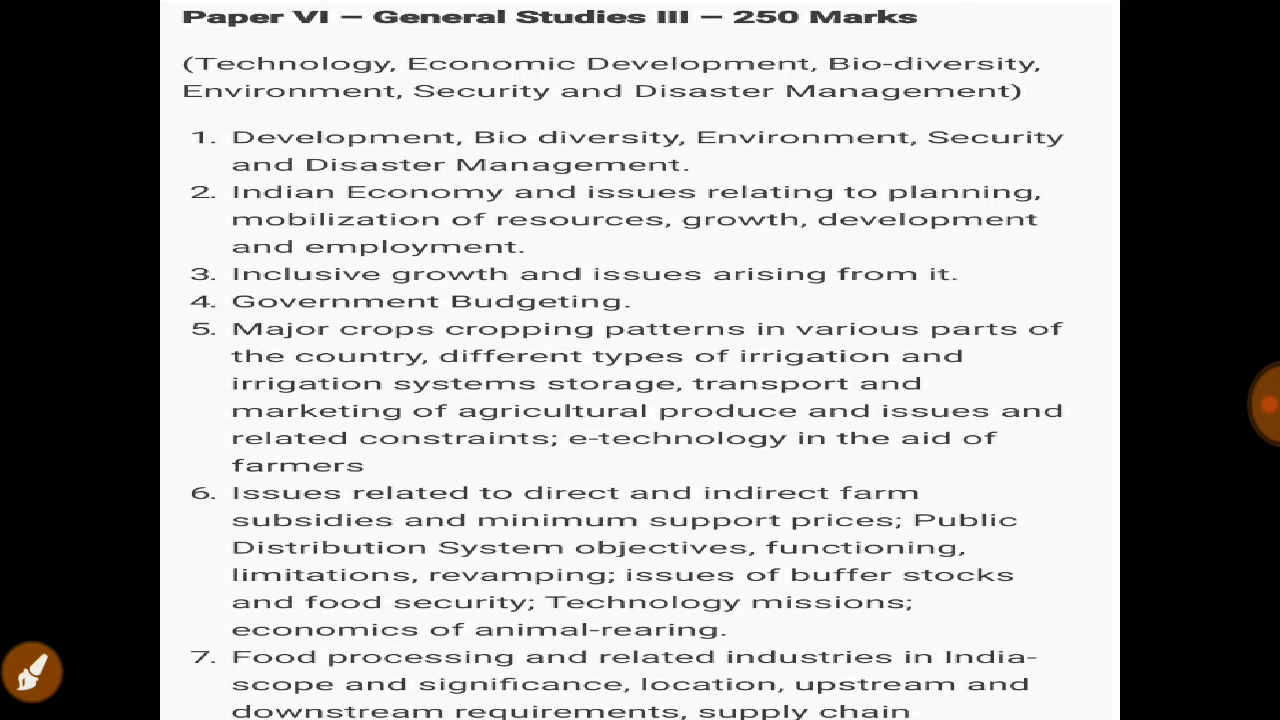 Paper VI – General Studies III – 250 Marks
(Technology, Economic Development, Bio-diversity,
Environment, Security and Disaster Management)
1. Development, Bio diversity, Environment, Security
and Disaster Management.
2. Indian Economy and issues relating to planning,
mobilization of resources, growth, development
and employment.
3. Inclusive growth and issues arising from it.
4. Government Budgeting.
5. Major crops cropping patterns in various parts of
the country, different types of irrigation and
irrigation systems storage, transport and
marketing of agricultural produce and issues and
related constraints; e-technology in the aid of
farmers
6. Issues related to direct and indirect farm
subsidies and minimum support prices; Public
Distribution System objectives, functioning,
limitations, revamping; issues of buffer stocks
and food security; Technology missions;
economics of animal-rearing.
7. Food processing and related industries in India-
scope and significance, location, upstream and
downstream requirements, supply chain